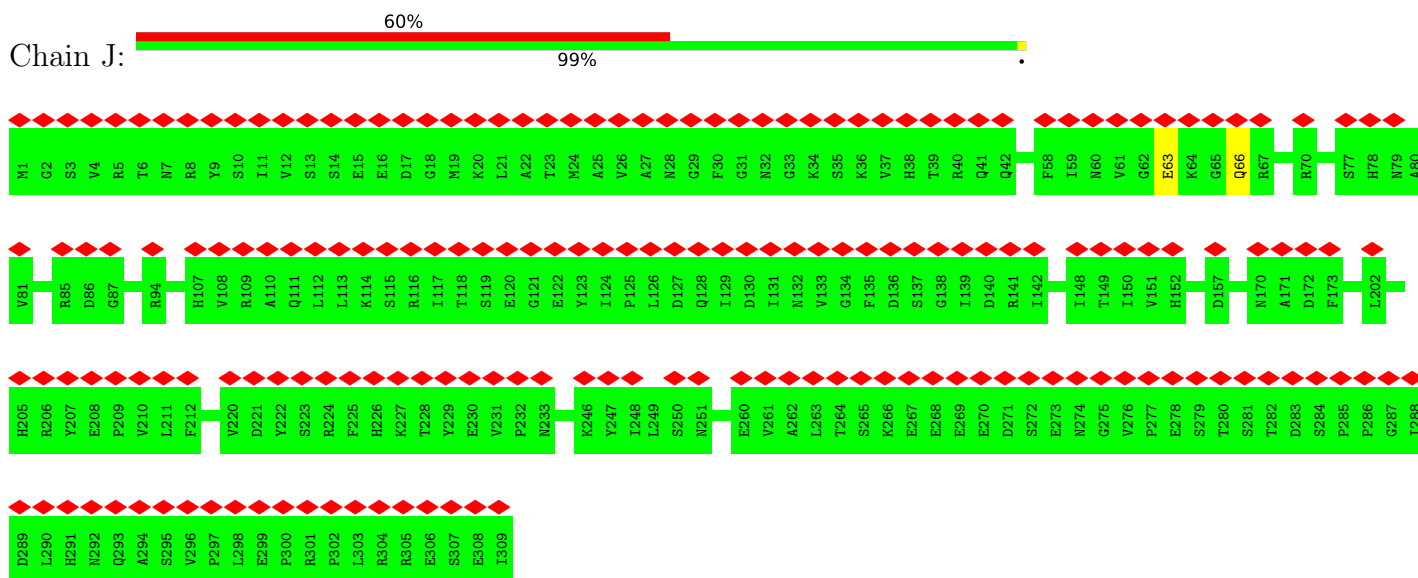 60%
Chain J:
99% .
M1 G2 S3 V4 R5 T6 N7 R8 Y9 S10 I11 V12 S13 S14 E15 E16 D17 G18 M19 K20 L21 A22 T23 M24 A25 V26 A27 N28 G29 F30 G31 N32 G33 K34 S35 K36 V37 H38 T39 R40 Q41 Q42 F58 I59 N60 V61 G62 E63 K64 G65 Q66 R67 R70 S77 H78 N79 A80
V81 R85 D86 G87 R94 H107 V108 R109 A110 Q111 L112 L113 K114 S115 R116 I117 T118 S119 E120 G121 E122 Y123 I124 P125 L126 D127 Q128 I129 D130 I131 N132 V133 G134 F135 D136 S137 G138 I139 D140 R141 I142 I148 T149 I150 V151 H152 D157 N170 A171 D172 F173 L202
H205 R206 Y207 E208 P209 V210 L211 F212 V220 D221 Y222 S223 R224 F225 H226 K227 T228 Y229 E230 V231 P232 N233 K246 Y247 I248 L249 S250 N251 E260 V261 A262 L263 T264 S265 K266 E267 E268 E269 E270 D271 S272 E273 N274 G275 V276 P277 E278 S279 T280 S281 T282 D283 S284 P285 P286 G287 I288
D289 L290 H291 N292 Q293 A294 S295 V296 P297 L298 E299 P300 R301 P302 L303 R304 R305 E306 S307 E308 I309